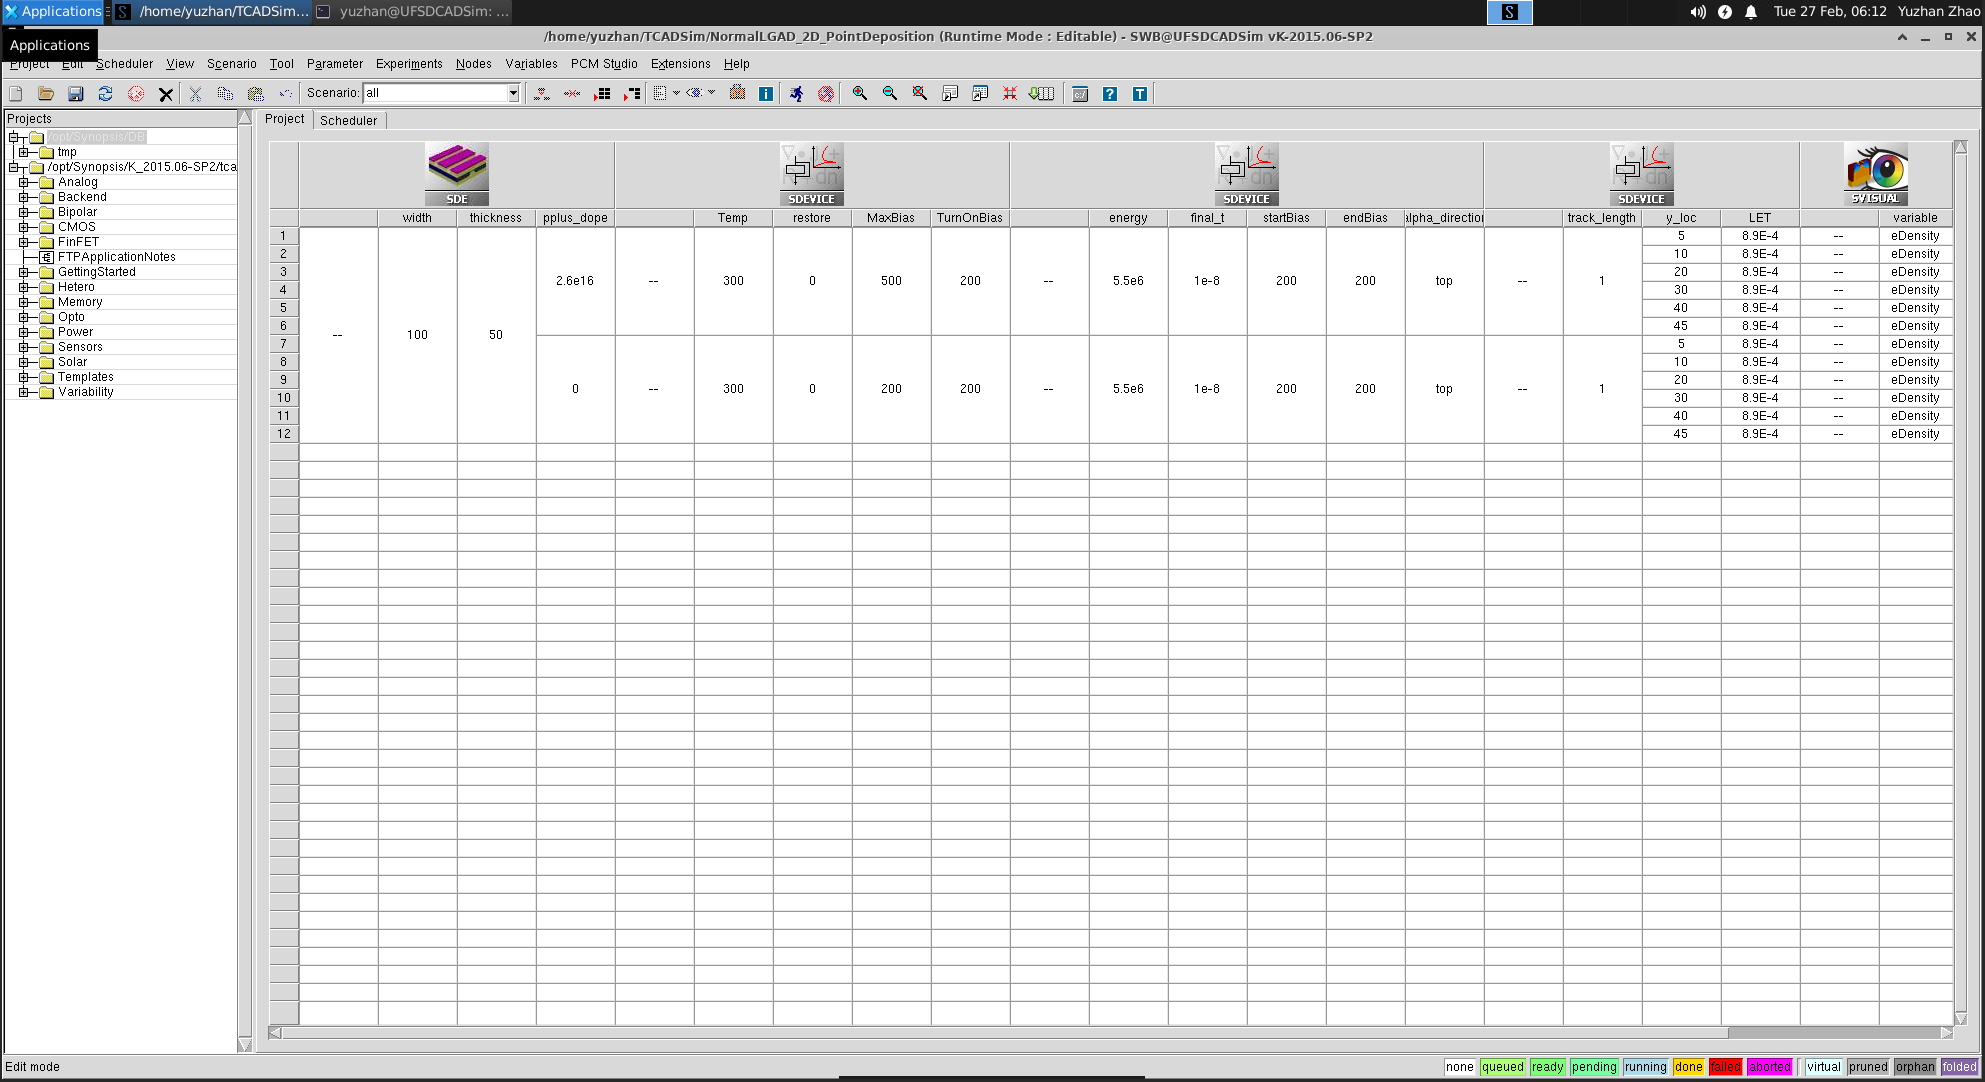 Applications /home/yuzhan/TCADSim... yuzhan@UFSDCADSim: ... S Tue 27 Feb, 06:12 Yuzhan Zhao
Applications
/home/yuzhan/TCADSim/NormalLGAD_2D_PointDeposition (Runtime Mode : Editable) - SWB@UFSDCADSim vK-2015.06-SP2
Project Edit Scheduler View Scenario Tool Parameter Experiments Nodes Variables PCM Studio Extensions Help
Scenario: all
Projects
/opt/Synopsis/DB
tmp
/opt/Synopsis/K_2015.06-SP2/tca
Analog
Backend
Bipolar
CMOS
FinFET
FTPApplicationNotes
GettingStarted
Hetero
Memory
Opto
Power
Sensors
Solar
Templates
Variability
Project Scheduler
SDE SDEVICE SDEVICE SDEVICE SVISUAL
width thickness pplus_dope Temp restore MaxBias TurnOnBias energy final_t startBias endBias alpha_direction track_length y_loc LET variable
1 5 8.9E-4 -- eDensity
2 10 8.9E-4 -- eDensity
3 20 8.9E-4 -- eDensity
2.6e16 -- 300 0 500 200 -- 5.5e6 1e-8 200 200 top -- 1
4 30 8.9E-4 -- eDensity
5 40 8.9E-4 -- eDensity
6 45 8.9E-4 -- eDensity
-- 100 50
7 5 8.9E-4 -- eDensity
8 10 8.9E-4 -- eDensity
9 20 8.9E-4 -- eDensity
0 -- 300 0 200 200 -- 5.5e6 1e-8 200 200 top -- 1
10 30 8.9E-4 -- eDensity
11 40 8.9E-4 -- eDensity
12 45 8.9E-4 -- eDensity
Edit mode none queued ready pending running done failed aborted virtual pruned orphan folded